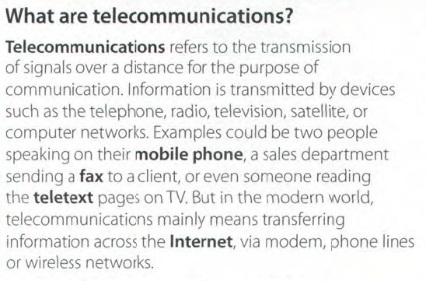 What are telecommunications?
Telecommunications refers to the transmission
of signals over a distance for the purpose of
communication. Information is transmitted by devices
such as the telephone, radio, television, satellite, or
computer networks. Examples could be two people
speaking on their mobile phone, a sales department
sending a fax to a client, or even someone reading
the teletext pages on TV. But in the modern world,
telecommunications mainly means transferring
information across the Internet, via modem, phone lines
or wireless networks.